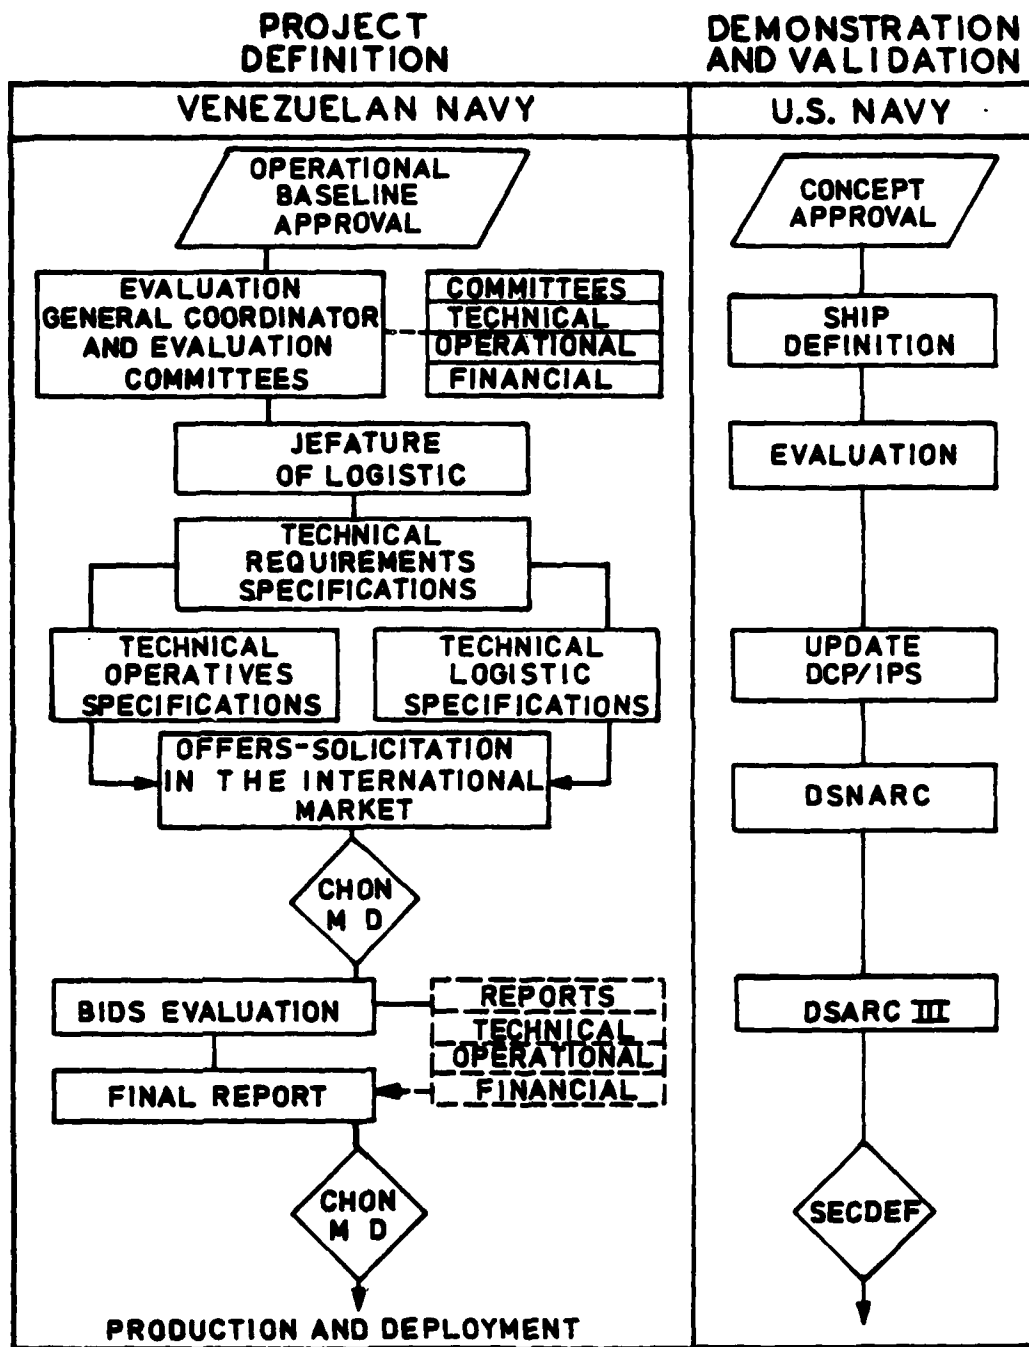 PROJECT
DEFINITION
DEMONSTRATION
AND VALIDATION
VENEZUELAN NAVY
U.S. NAVY
OPERATIONAL
BASELINE
APPROVAL
EVALUATION
GENERAL COORDINATOR
AND EVALUATION
COMMITTEES
COMMITTEES
TECHNICAL
OPERATIONAL
FINANCIAL
JEFATURE
OF LOGISTIC
TECHNICAL
REQUIREMENTS
SPECIFICATIONS
TECHNICAL
OPERATIVES
SPECIFICATIONS
TECHNICAL
LOGISTIC
SPECIFICATIONS
OFFERS-SOLICITATION
IN THE INTERNATIONAL
MARKET
CHON
M D
BIDS EVALUATION
REPORTS
TECHNICAL
OPERATIONAL
FINANCIAL
FINAL REPORT
CHON
M D
PRODUCTION AND DEPLOYMENT
CONCEPT
APPROVAL
SHIP
DEFINITION
EVALUATION
UPDATE
DCP/IPS
DSNARC
DSARC III
SECDEF